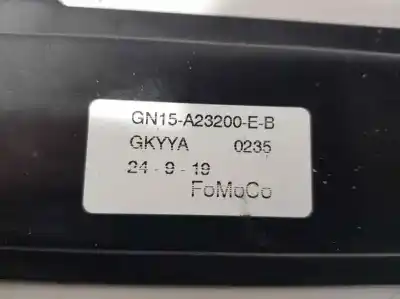 GN15-A23200-E-B
GKYYA 0235
24 - 9 - 19
FoMoCo